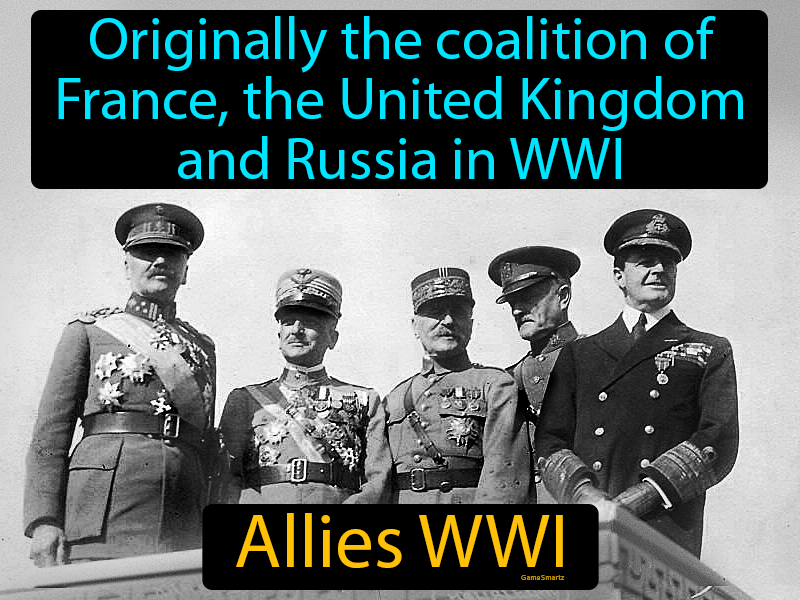 Originally the coalition of
France, the United Kingdom
and Russia in WWI
Allies WWI
GameSmartz